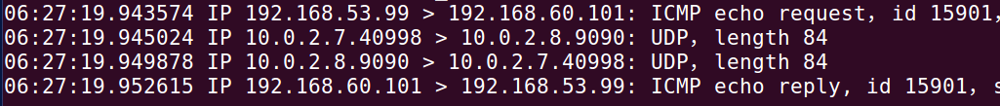 06:27:19.943574 IP 192.168.53.99 > 192.168.60.101: ICMP echo request, id 15901,
06:27:19.945024 IP 10.0.2.7.40998 > 10.0.2.8.9090: UDP, length 84
06:27:19.949878 IP 10.0.2.8.9090 > 10.0.2.7.40998: UDP, length 84
06:27:19.952615 IP 192.168.60.101 > 192.168.53.99: ICMP echo reply, id 15901, s